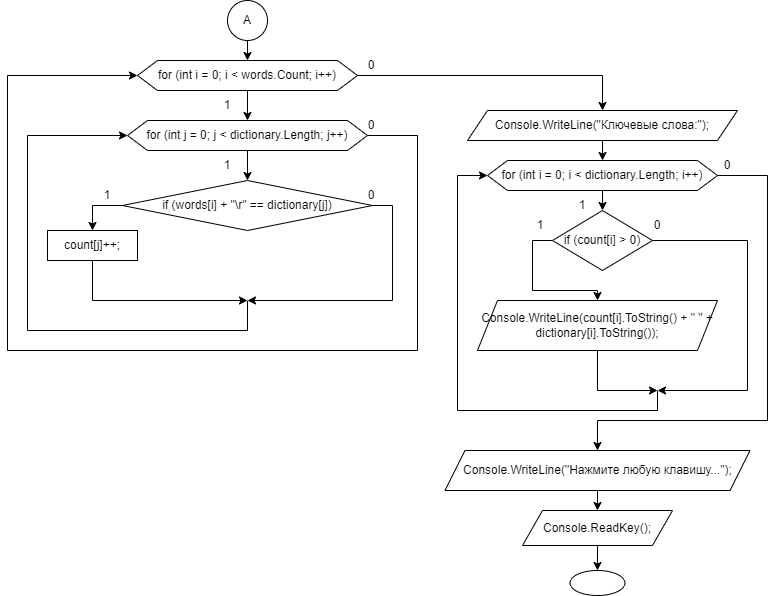 A
for (int i = 0; i < words.Count; i++)
0
1
for (int j = 0; j < dictionary.Length; j++)
0
1
if (words[i] + "\r" == dictionary[j])
1
0
count[j]++;
Console.WriteLine("Ключевые слова:");
for (int i = 0; i < dictionary.Length; i++)
0
1
if (count[i] > 0)
1
0
Console.WriteLine(count[i].ToString() + " " +
dictionary[i].ToString());
Console.WriteLine("Нажмите любую клавишу...");
Console.ReadKey();